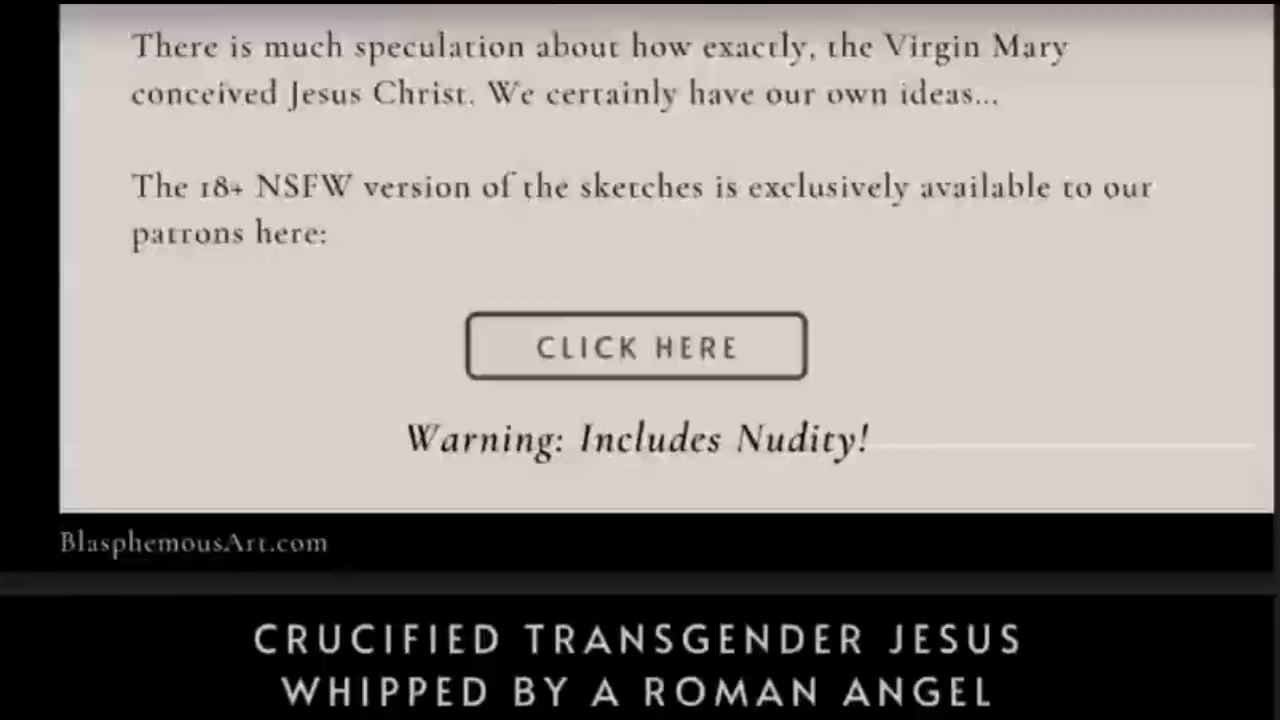 There is much speculation about how exactly, the Virgin Mary
conceived Jesus Christ. We certainly have our own ideas...
The 18+ NSFW version of the sketches is exclusively available to our
patrons here:
CLICK HERE
Warning: Includes Nudity!
BlasphemousArt.com
CRUCIFIED TRANSGENDER JESUS
WHIPPED BY A ROMAN ANGEL